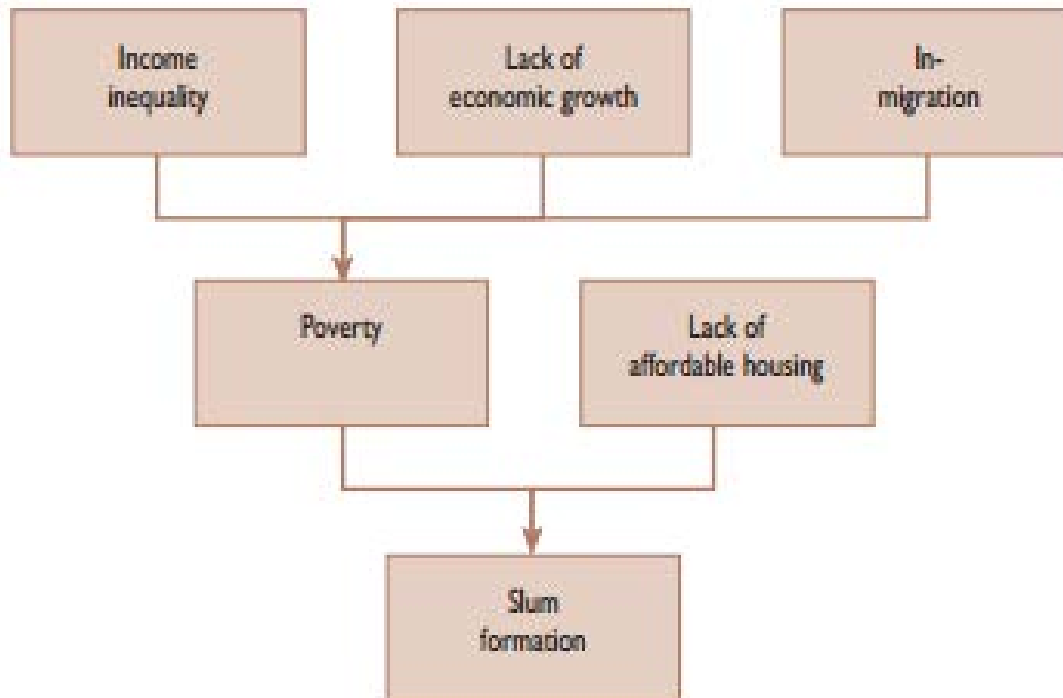 Income
inequality
Lack of
economic growth
In-
migration
Poverty
Lack of
affordable housing
Slum
formation